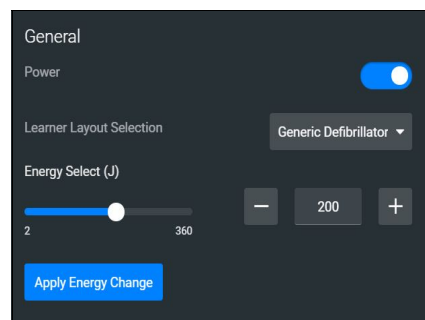 General
Power
Learner Layout Selection
Generic Defibrillator
Energy Select (J)
2
360
200
Apply Energy Change